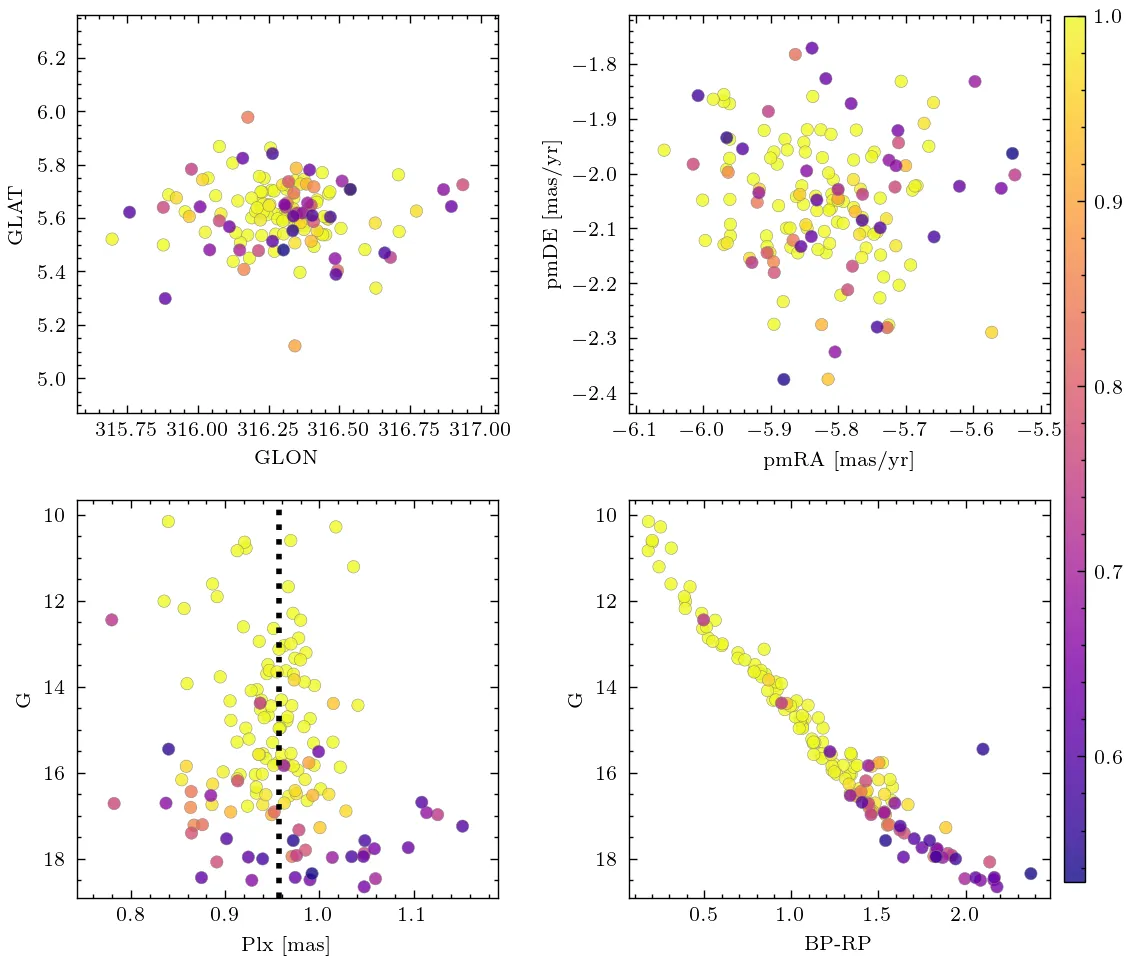 6.2
6.0
5.8
5.6
5.4
5.2
5.0
GLAT
315.75 316.00 316.25 316.50 316.75 317.00
GLON
−1.8
−1.9
−2.0
−2.1
−2.2
−2.3
−2.4
pmDE [mas/yr]
−6.1 −6.0 −5.9 −5.8 −5.7 −5.6 −5.5
pmRA [mas/yr]
1.0
0.9
0.8
0.7
0.6
10
12
14
16
18
G
0.8 0.9 1.0 1.1
Plx [mas]
10
12
14
16
18
G
0.5 1.0 1.5 2.0
BP-RP